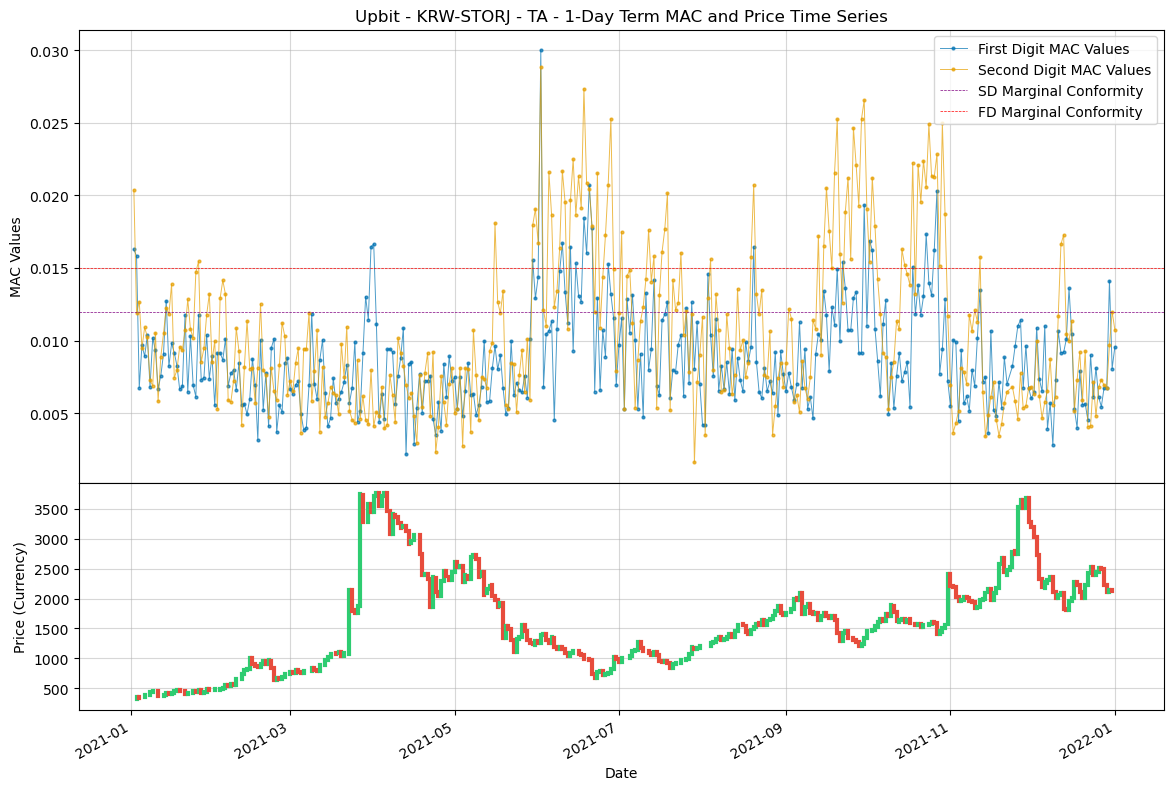 Upbit - KRW-STORJ - TA - 1-Day Term MAC and Price Time Series
First Digit MAC Values
Second Digit MAC Values
SD Marginal Conformity
FD Marginal Conformity
MAC Values
0.030
0.025
0.020
0.015
0.010
0.005
Price (Currency)
3500
3000
2500
2000
1500
1000
500
2021-01
2021-03
2021-05
2021-07
2021-09
2021-11
2022-01
Date